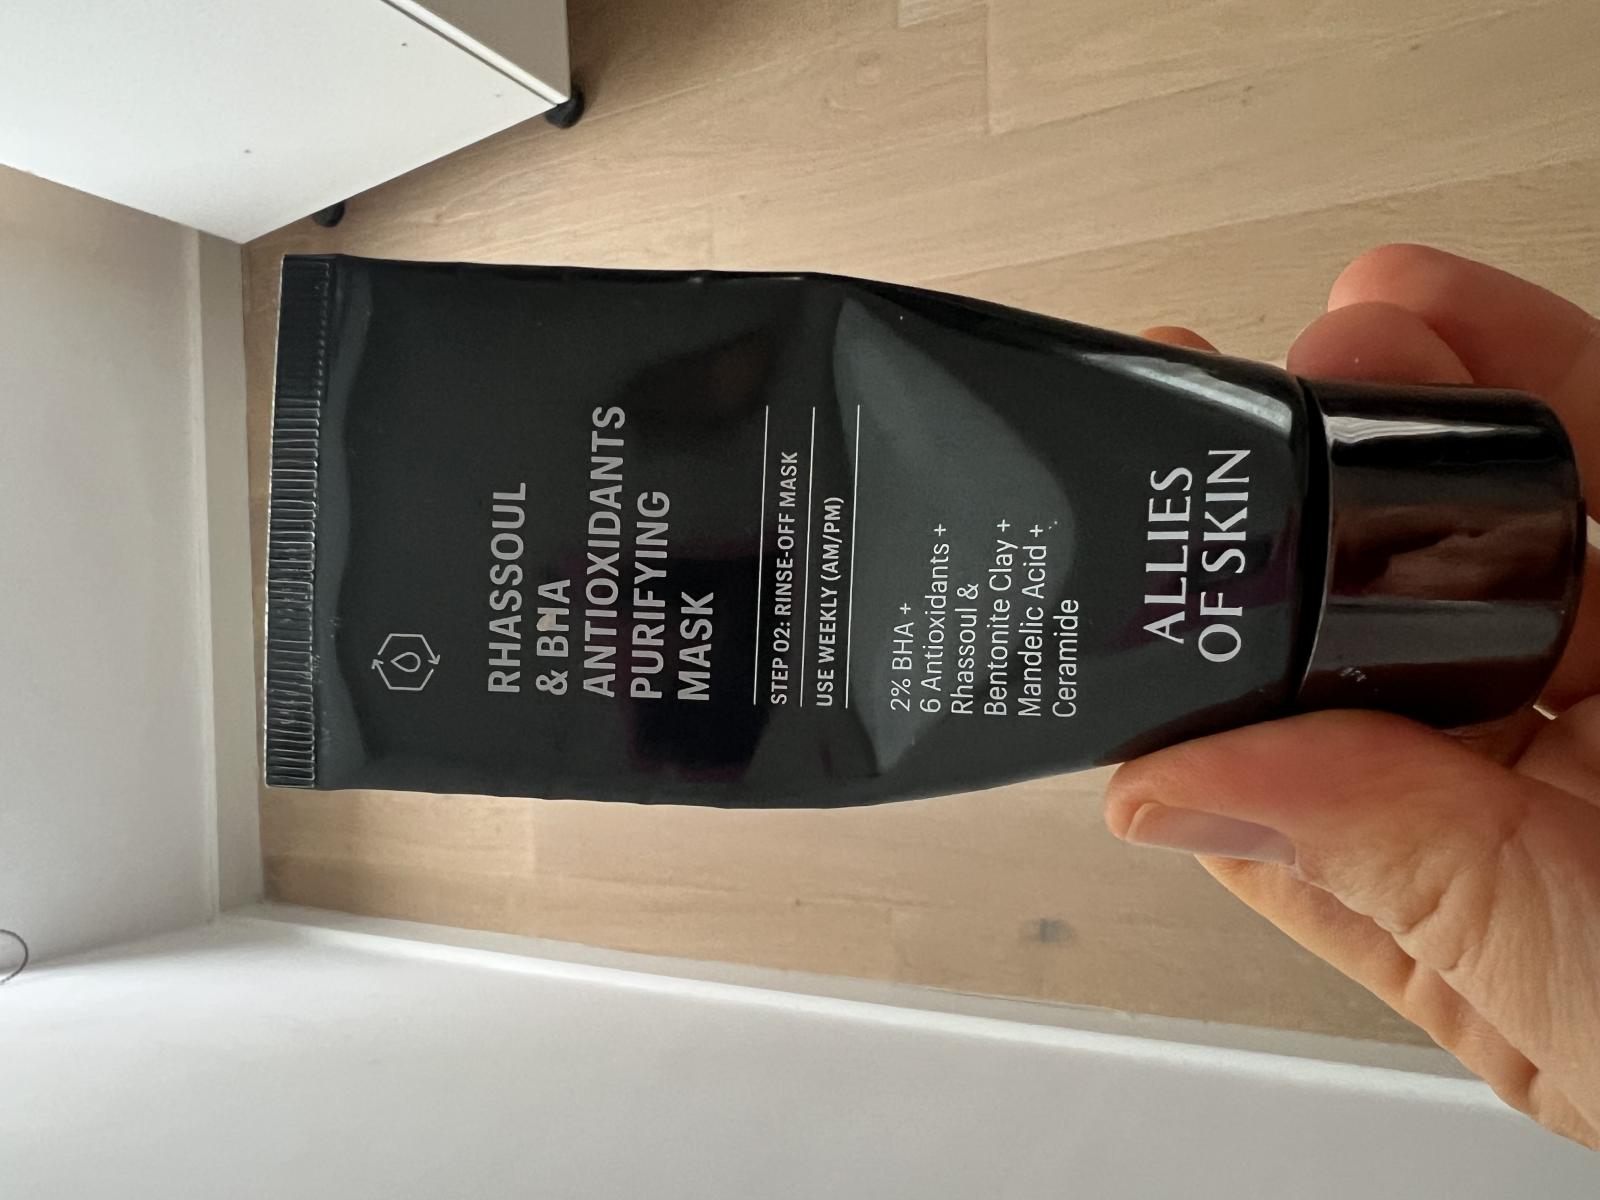 RHASSOUL
& BHA
ANTIOXIDANTS
PURIFYING
MASK
STEP 02: RINSE-OFF MASK
USE WEEKLY (AM/PM)
2% BHA +
6 Antioxidants +
Rhassoul &
Bentonite Clay +
Mandelic Acid +
Ceramide
ALLIES
OF SKIN